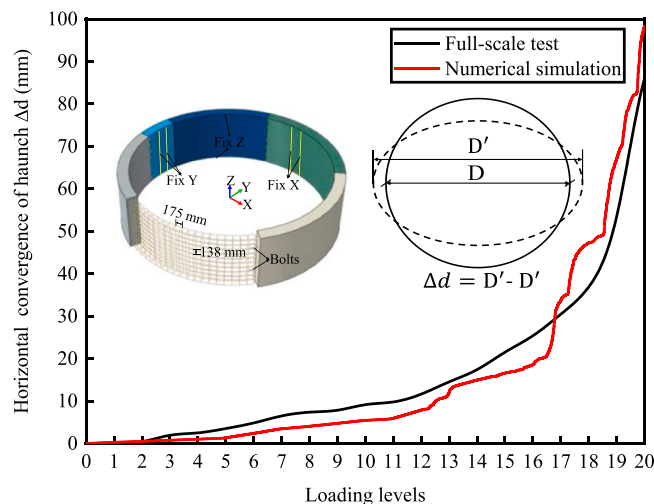 Horizontal convergence of haunch Δd (mm)
100
90
80
70
60
50
40
30
20
10
0
Full-scale test
Numerical simulation
Fix Z
Fix Y
Fix X
Z
Y
X
175 mm
138 mm
Bolts
D′
D
Δd = D′- D′
0 1 2 3 4 5 6 7 8 9 10 11 12 13 14 15 16 17 18 19 20
Loading levels